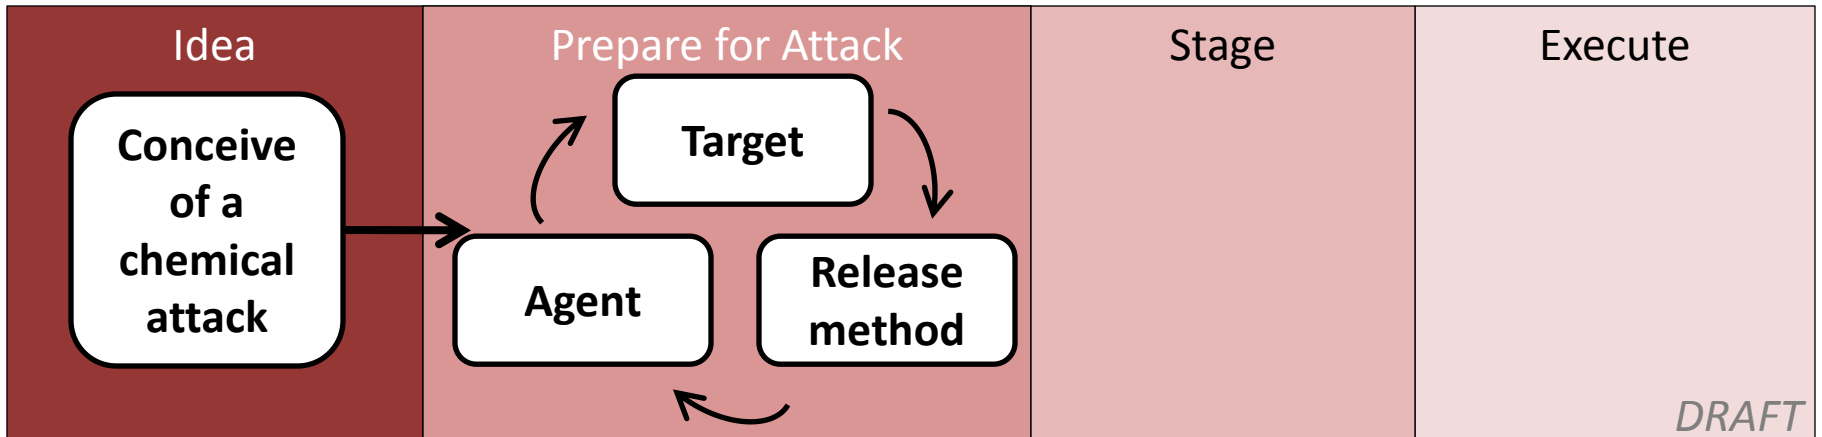 Idea
Prepare for Attack
Stage
Execute
Conceive
of a
chemical
attack
Target
Agent
Release
method
DRAFT